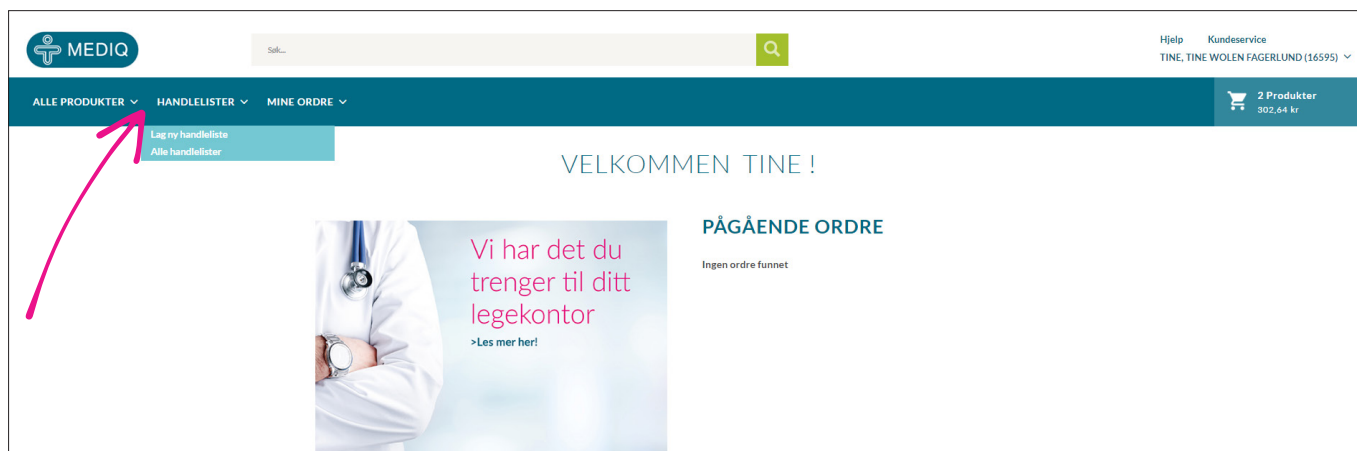 MEDIQ
Søk...
Hjelp Kundeservice
TINE, TINE WOLEN FAGERLUND (16595)
ALLE PRODUKTER HANDLELISTER MINE ORDRE
2 Produkter
302,64 kr
Lag ny handleliste
Alle handlelister
VELKOMMEN TINE !
Vi har det du
trenger til ditt
legekontor
>Les mer her!
PÅGÅENDE ORDRE
Ingen ordre funnet